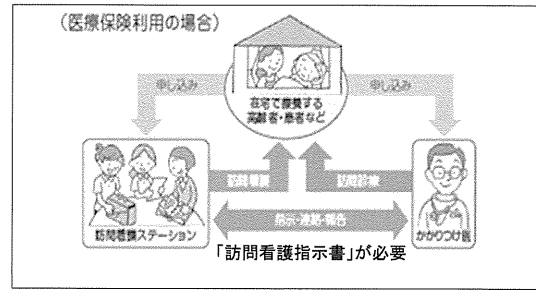 （医療保険利用の場合）
申し込み
申し込み
在宅で療養する
高齢者・患者など
訪問看護
訪問診療
訪問看護ステーション
指示・連絡・報告
かかりつけ医
「訪問看護指示書」が必要